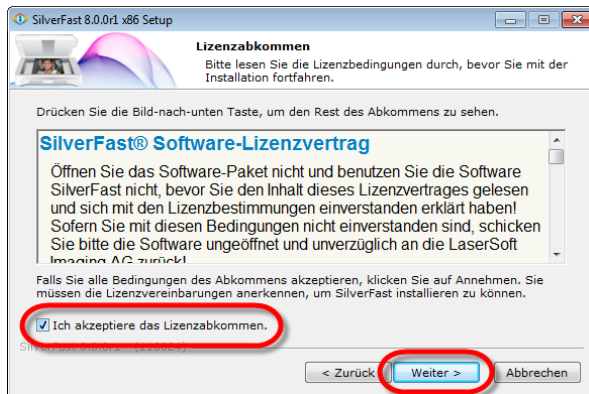 SilverFast 8.0.0r1 x86 Setup
Lizenzabkommen
Bitte lesen Sie die Lizenzbedingungen durch, bevor Sie mit der
Installation fortfahren.
Drücken Sie die Bild-nach-unten Taste, um den Rest des Abkommens zu sehen.
SilverFast® Software-Lizenzvertrag
Öffnen Sie das Software-Paket nicht und benutzen Sie die Software
SilverFast nicht, bevor Sie den Inhalt dieses Lizenzvertrages gelesen
und sich mit den Lizenzbestimmungen einverstanden erklärt haben!
Sofern Sie mit diesen Bedingungen nicht einverstanden sind, schicken
Sie bitte die Software ungeöffnet und unverzüglich an die LaserSoft
Imaging AG zurück!
Falls Sie alle Bedingungen des Abkommens akzeptieren, klicken Sie auf Annehmen. Sie
müssen die Lizenzvereinbarungen anerkennen, um SilverFast installieren zu können.
Ich akzeptiere das Lizenzabkommen.
< Zurück Weiter > Abbrechen